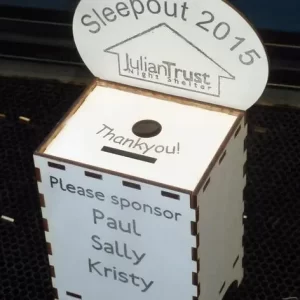 Sleepout 2015
JulianTrust
Night Shelter
Thankyou!
Please sponsor
Paul
Sally
Kristy